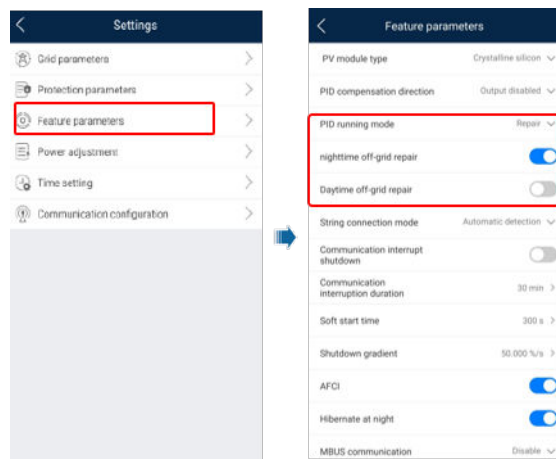 Settings
Grid parameters
Protection parameters
Feature parameters
Power adjustment
Time setting
Communication configuration
Feature parameters
PV module type Crystalline silicon
PID compensation direction Output disabled
PID running mode Repair
nighttime off-grid repair
Daytime off-grid repair
String connection mode Automatic detection
Communication interrupt
shutdown
Communication
interruption duration 30 min
Soft start time 300 s
Shutdown gradient 50.000 %/s
AFCI
Hibernate at night
MBUS communication Disable